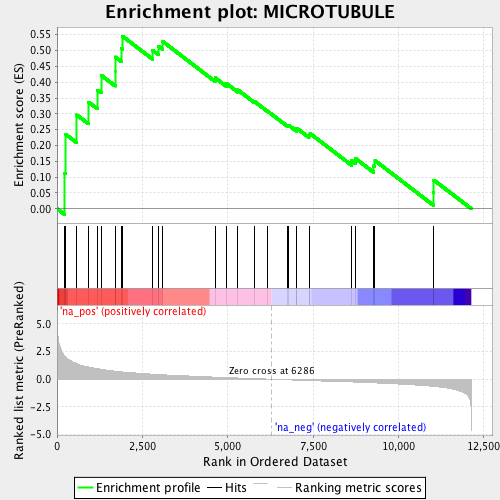 Enrichment plot: MICROTUBULE
Enrichment score (ES)
0.55
0.50
0.45
0.40
0.35
0.30
0.25
0.20
0.15
0.10
0.05
0.00
'na_pos' (positively correlated)
Ranked list metric (PreRanked)
5.0
2.5
0.0
-2.5
-5.0
Zero cross at 6286
'na_neg' (negatively correlated)
0
2,500
5,000
7,500
10,000
12,500
Rank in Ordered Dataset
Enrichment profile
Hits
Ranking metric scores